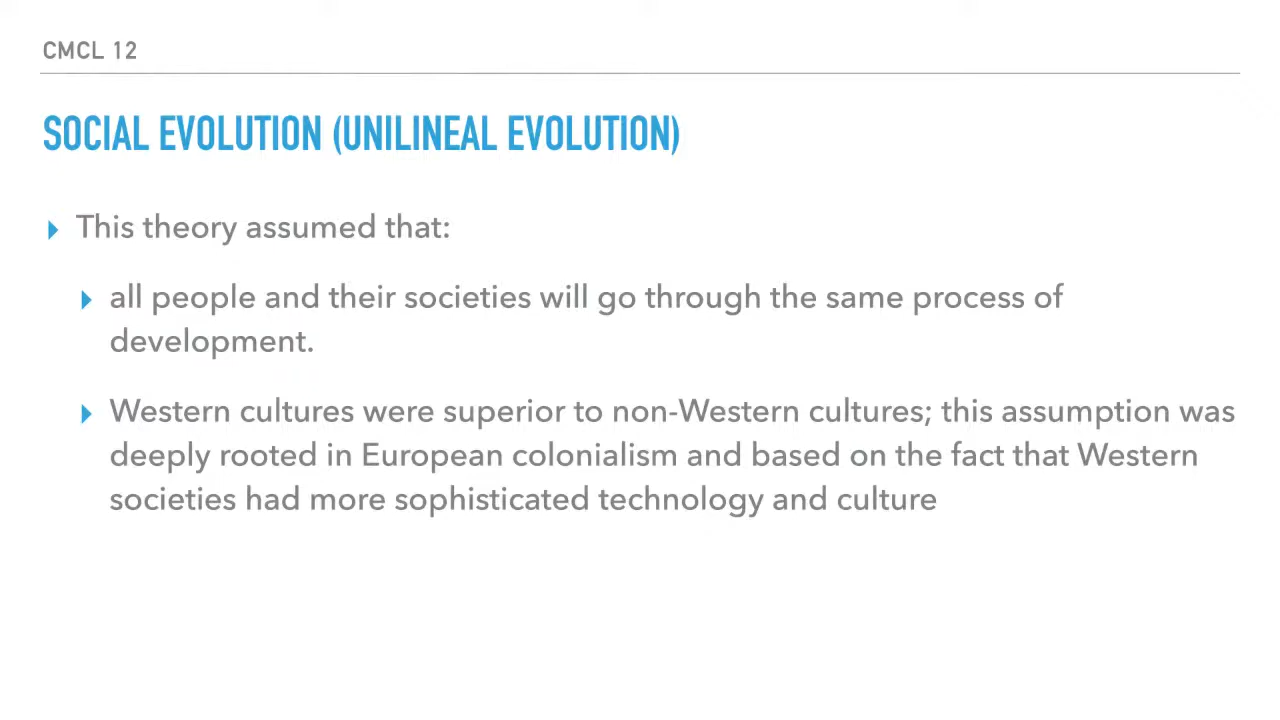 CMCL 12
SOCIAL EVOLUTION (UNILINEAL EVOLUTION)
This theory assumed that:
all people and their societies will go through the same process of
development.
Western cultures were superior to non-Western cultures; this assumption was
deeply rooted in European colonialism and based on the fact that Western
societies had more sophisticated technology and culture